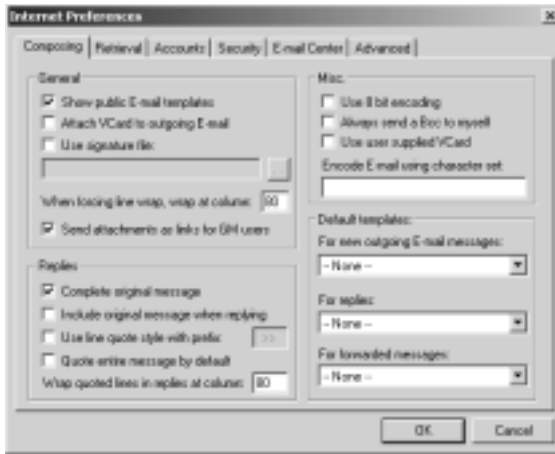 Internet Preferences
Composing Retrieval Accounts Security E-mail Center Advanced
General
Show public E-mail templates
Attach VCard to outgoing E-mail
Use signature file:
...
When forcing line wrap, wrap at column: 80
Send attachments as links for GM users
Replies
Complete original message
Include original message when replying
Use line quote style with prefix: >>
Quote entire message by default
Wrap quoted lines in replies at column: 80
Misc.
Use 8 bit encoding
Always send a Bcc to myself
Use user supplied VCard
Encode E-mail using character set:
Default templates:
For new outgoing E-mail messages:
-- None --
For replies:
-- None --
For forwarded messages:
-- None --
OK Cancel